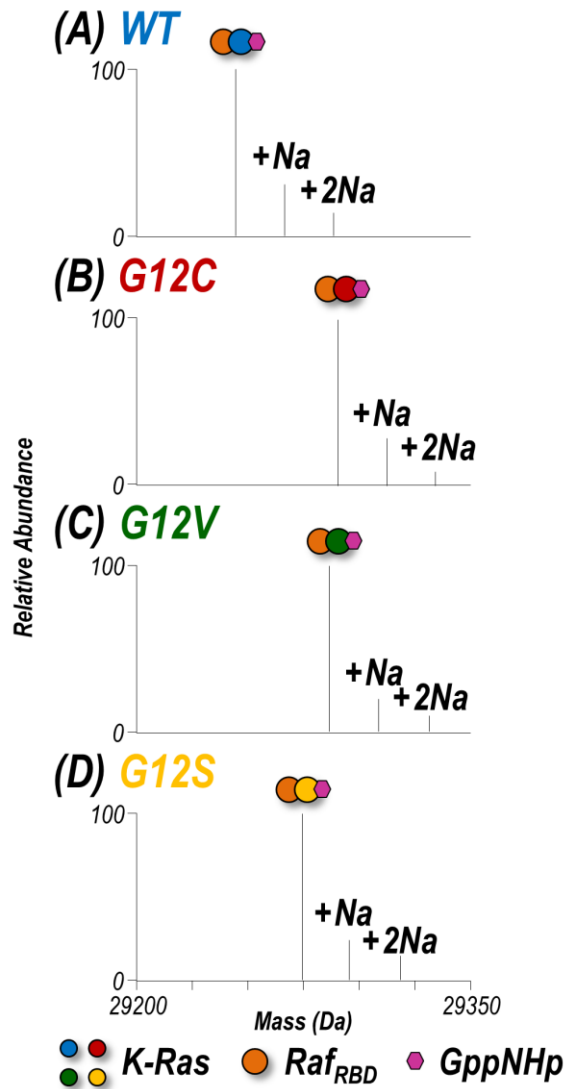 (A) WT
100
+Na
+2Na
0
(B) G12C
100
+Na
+2Na
0
Relative Abundance
(C) G12V
100
+Na
+2Na
0
(D) G12S
100
+Na
+2Na
0
29200 Mass (Da) 29350
K-Ras RafRBD GppNHp